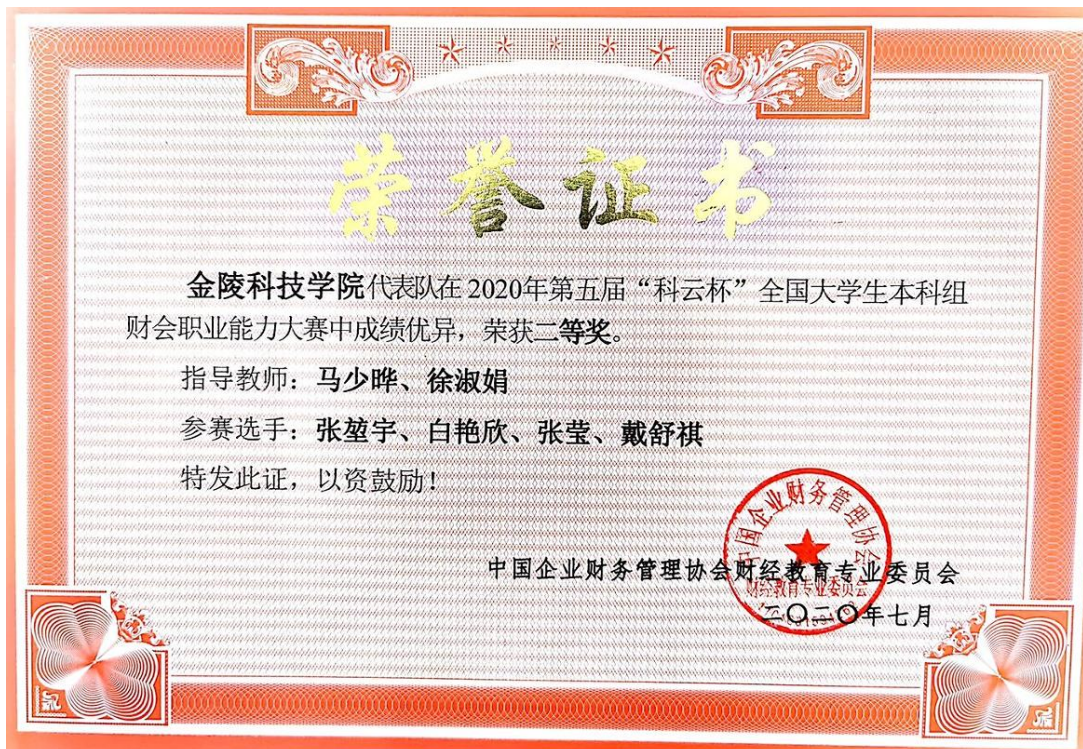 荣誉证书
金陵科技学院代表队在2020年第五届“科云杯”全国大学生本科组
财会职业能力大赛中成绩优异，荣获二等奖。
指导教师：马少晔、徐淑娟
参赛选手：张堃宇、白艳欣、张莹、戴舒祺
特发此证，以资鼓励！
中国企业财务管理协会
中国企业财务管理协会财经教育专业委员会
财经教育专业委员会
二〇二〇年七月